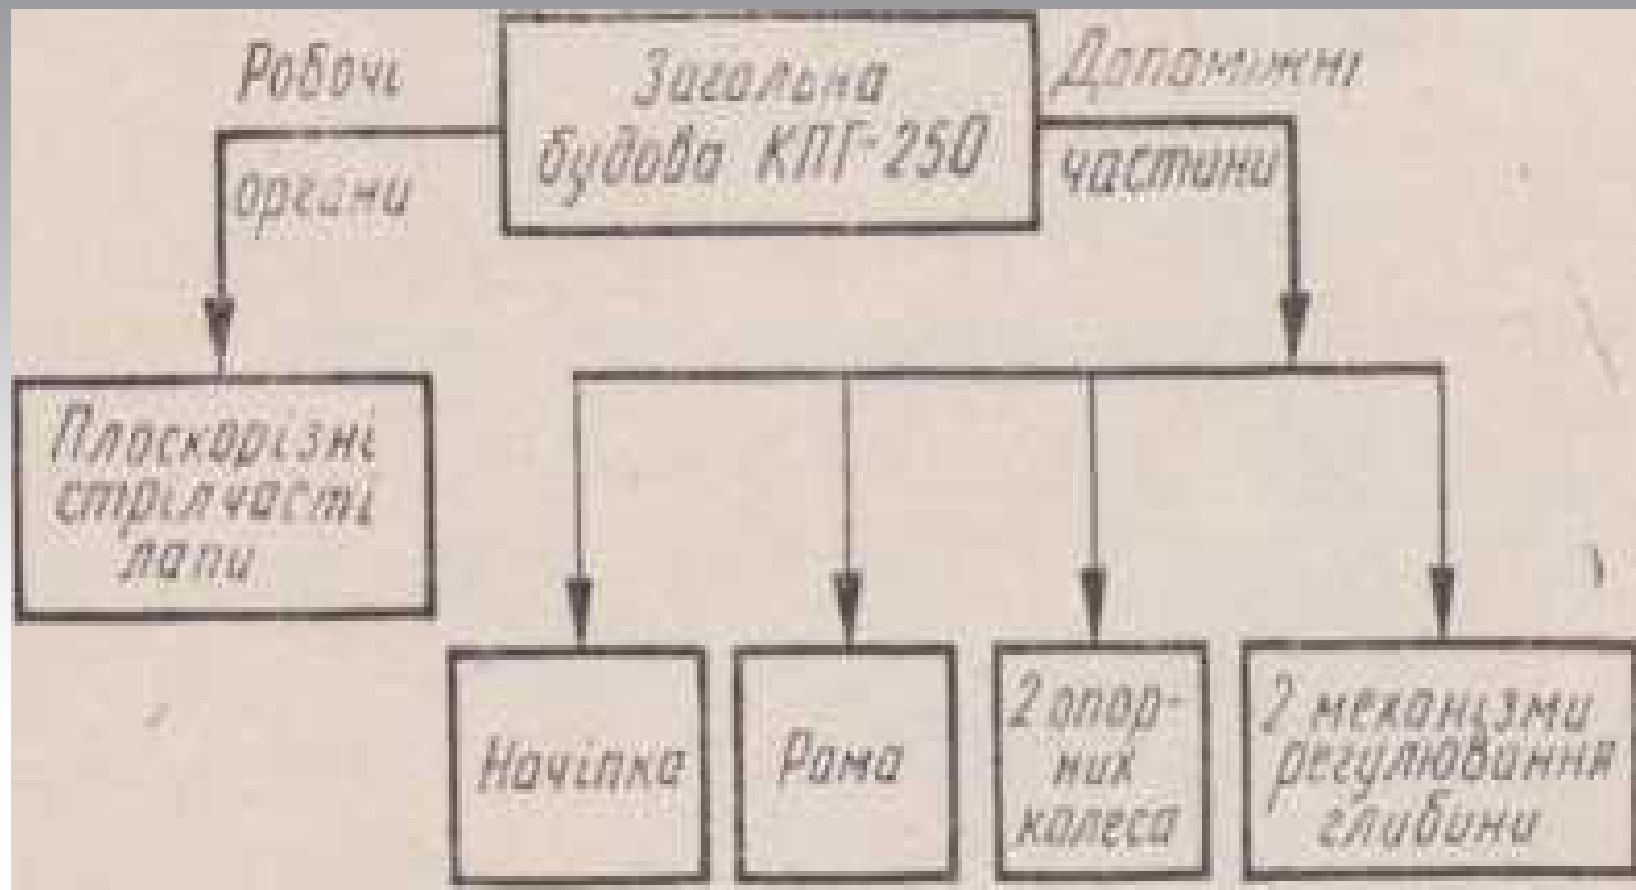 Робочі
органи
Загальна
будова КПГ-250
Допоміжні
частини
Плоскорізні
стрілчасті
лапи
Начіпка
Рама
2 опор-
них
колеса
2 механізми
регулювання
глибини